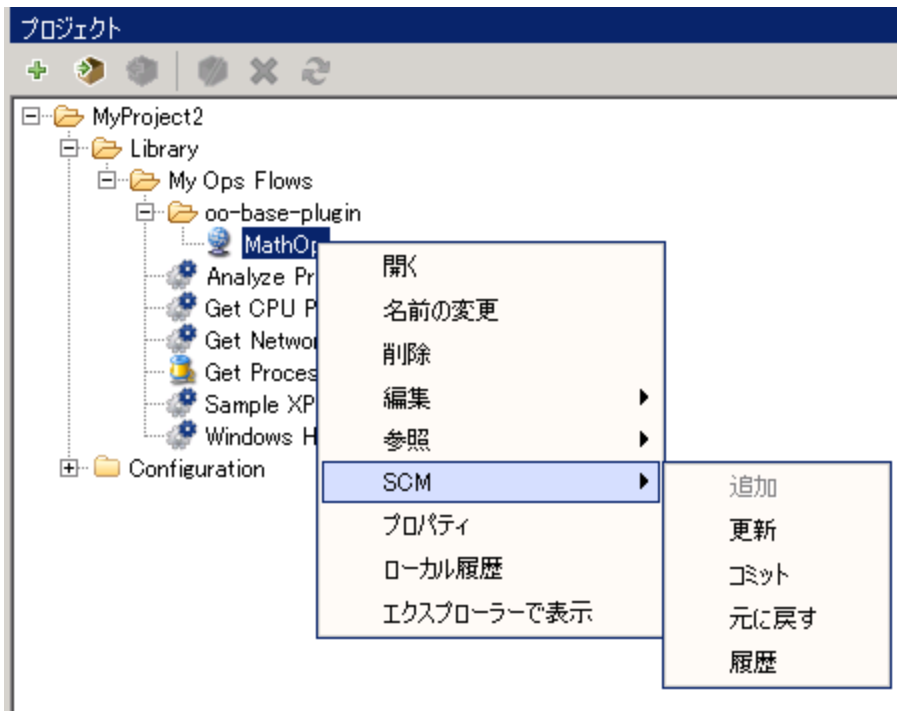 プロジェクト
MyProject2
Library
My Ops Flows
oo-base-plugin
MathOp
Analyze Pr
Get CPU P
Get Networ
Get Proces
Sample XP
Windows H
Configuration
開く
名前の変更
削除
編集
参照
SCM
プロパティ
ローカル履歴
エクスプローラーで表示
追加
更新
コミット
元に戻す
履歴